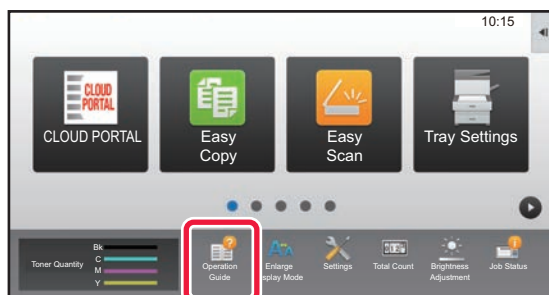 10:15
CLOUD
PORTAL
CLOUD PORTAL
Easy
Copy
Easy
Scan
Tray Settings
Toner Quantity
Bk
C
M
Y
Operation
Guide
Enlarge
splay Mode
Settings
Total Count
Brightness
Adjustment
Job Status